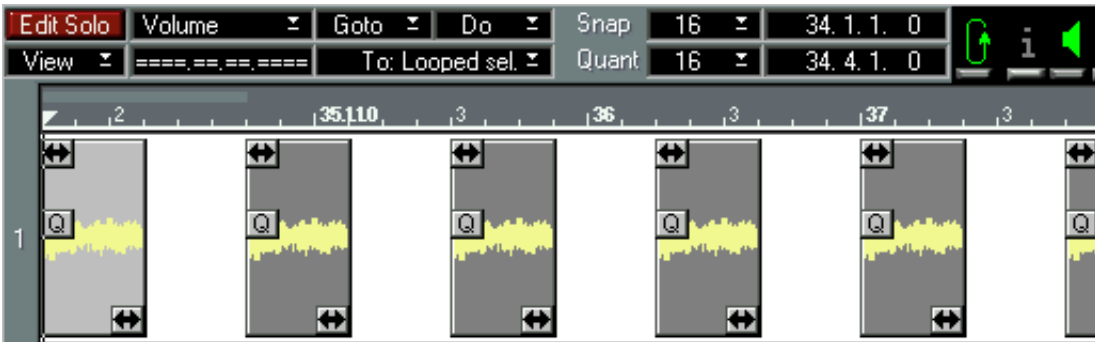 Edit Solo Volume Goto Do Snap 16 34. 1. 1. 0
View ====.==.==.==== To: Looped sel. Quant 16 34. 4. 1. 0 i
2 35.1.1.0 3 36 3 37 3
1 Q Q Q Q Q Q